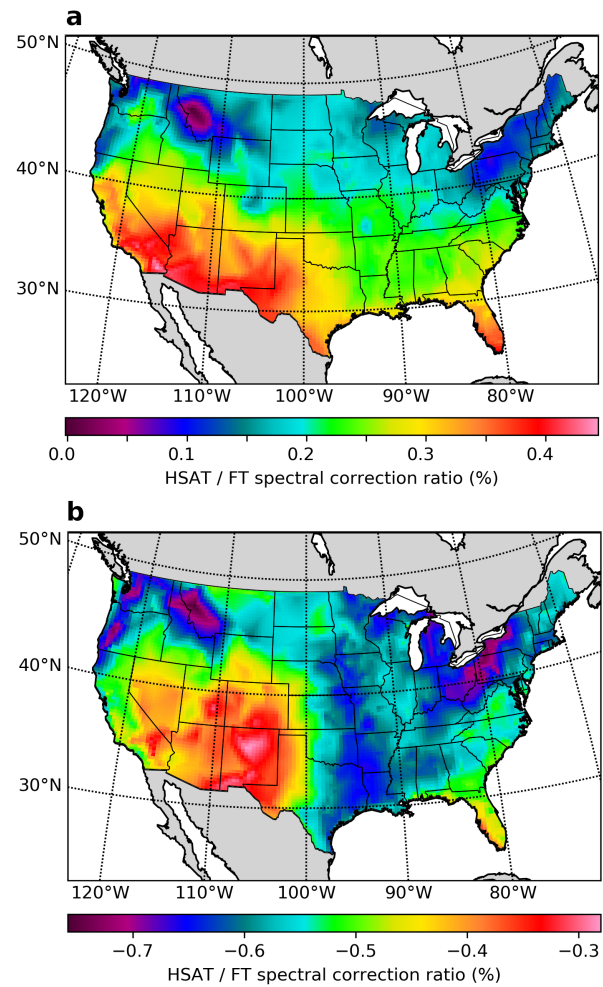 a
50°N
40°N
30°N
120°W 110°W 100°W 90°W 80°W
0.0 0.1 0.2 0.3 0.4
HSAT / FT spectral correction ratio (%)
b
50°N
40°N
30°N
120°W 110°W 100°W 90°W 80°W
−0.7 −0.6 −0.5 −0.4 −0.3
HSAT / FT spectral correction ratio (%)